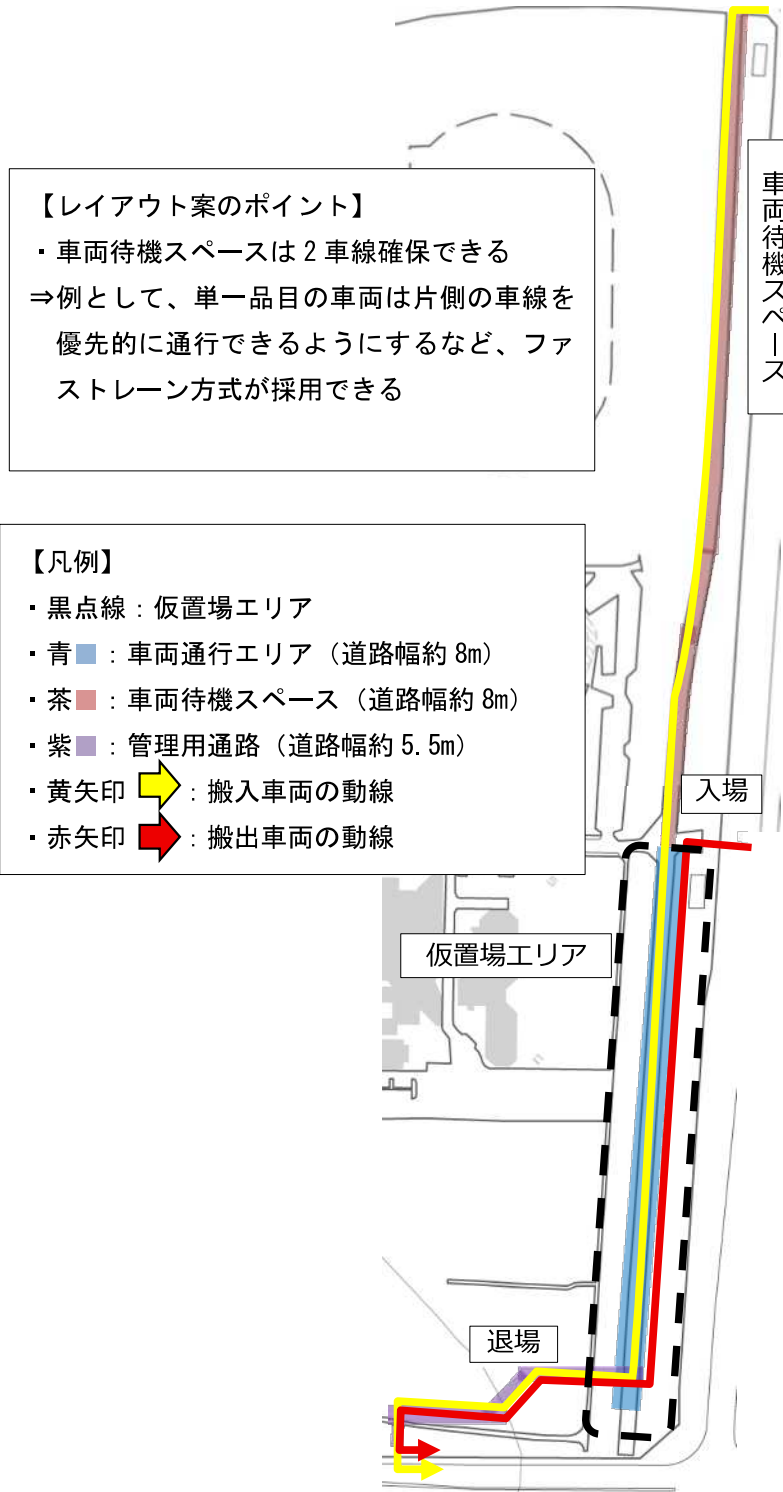 【レイアウト案のポイント】
・車両待機スペースは2車線確保できる
⇒例として、単一品目の車両は片側の車線を
優先的に通行できるようにするなど、ファ
ストレーン方式が採用できる
車両待機スペース
【凡例】
・黒点線：仮置場エリア
・青■：車両通行エリア（道路幅約8m）
・茶■：車両待機スペース（道路幅約8m）
・紫■：管理用通路（道路幅約5.5m）
・黄矢印：搬入車両の動線
・赤矢印：搬出車両の動線
入場
仮置場エリア
退場